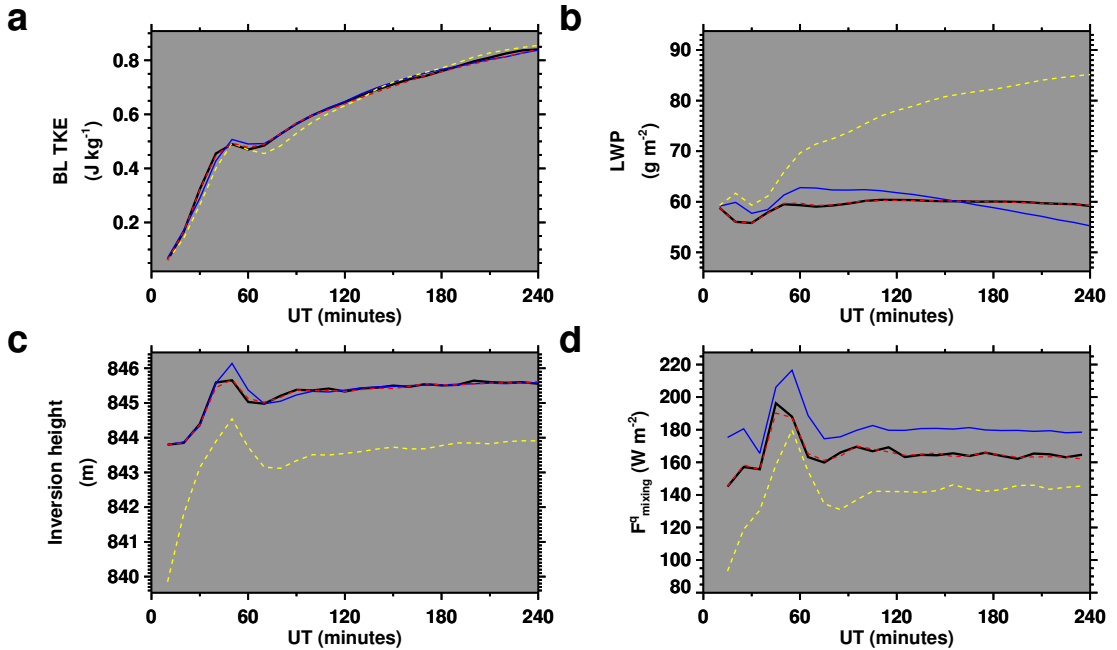 a
BL TKE
(J kg⁻¹)
0.8
0.6
0.4
0.2
0 60 120 180 240
UT (minutes)
b
LWP
(g m⁻²)
90
80
70
60
50
0 60 120 180 240
UT (minutes)
c
Inversion height
(m)
846
845
844
843
842
841
840
0 60 120 180 240
UT (minutes)
d
F^q_mixing (W m⁻²)
220
200
180
160
140
120
100
80
0 60 120 180 240
UT (minutes)